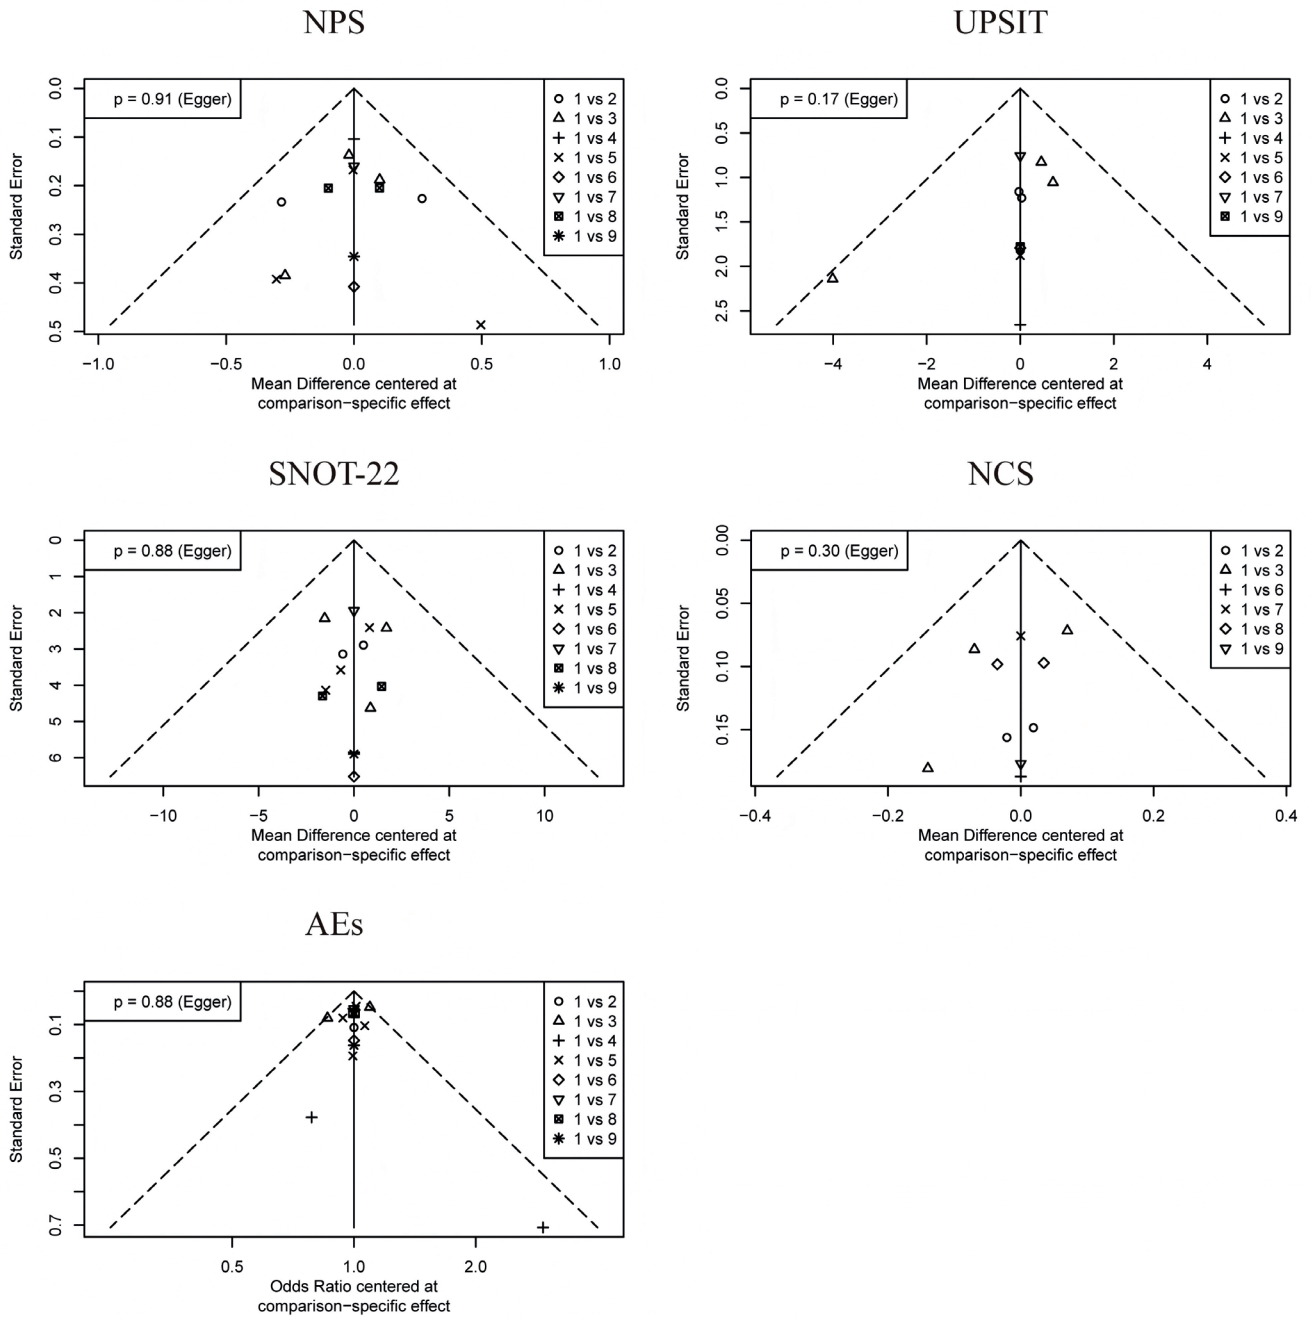 NPS
p = 0.91 (Egger)
1 vs 2
1 vs 3
1 vs 4
1 vs 5
1 vs 6
1 vs 7
1 vs 8
1 vs 9
Standard Error
0.0
0.1
0.2
0.3
0.4
0.5
−1.0
−0.5
0.0
0.5
1.0
Mean Difference centered at
comparison−specific effect
UPSIT
p = 0.17 (Egger)
1 vs 2
1 vs 3
1 vs 4
1 vs 5
1 vs 6
1 vs 7
1 vs 9
Standard Error
0.0
0.5
1.0
1.5
2.0
2.5
−4
−2
0
2
4
Mean Difference centered at
comparison−specific effect
SNOT-22
p = 0.88 (Egger)
1 vs 2
1 vs 3
1 vs 4
1 vs 5
1 vs 6
1 vs 7
1 vs 8
1 vs 9
Standard Error
0
1
2
3
4
5
6
−10
−5
0
5
10
Mean Difference centered at
comparison−specific effect
NCS
p = 0.30 (Egger)
1 vs 2
1 vs 3
1 vs 6
1 vs 7
1 vs 8
1 vs 9
Standard Error
0.00
0.05
0.10
0.15
−0.4
−0.2
0.0
0.2
0.4
Mean Difference centered at
comparison−specific effect
AEs
p = 0.88 (Egger)
1 vs 2
1 vs 3
1 vs 4
1 vs 5
1 vs 6
1 vs 7
1 vs 8
1 vs 9
Standard Error
0.1
0.3
0.5
0.7
0.5
1.0
2.0
Odds Ratio centered at
comparison−specific effect